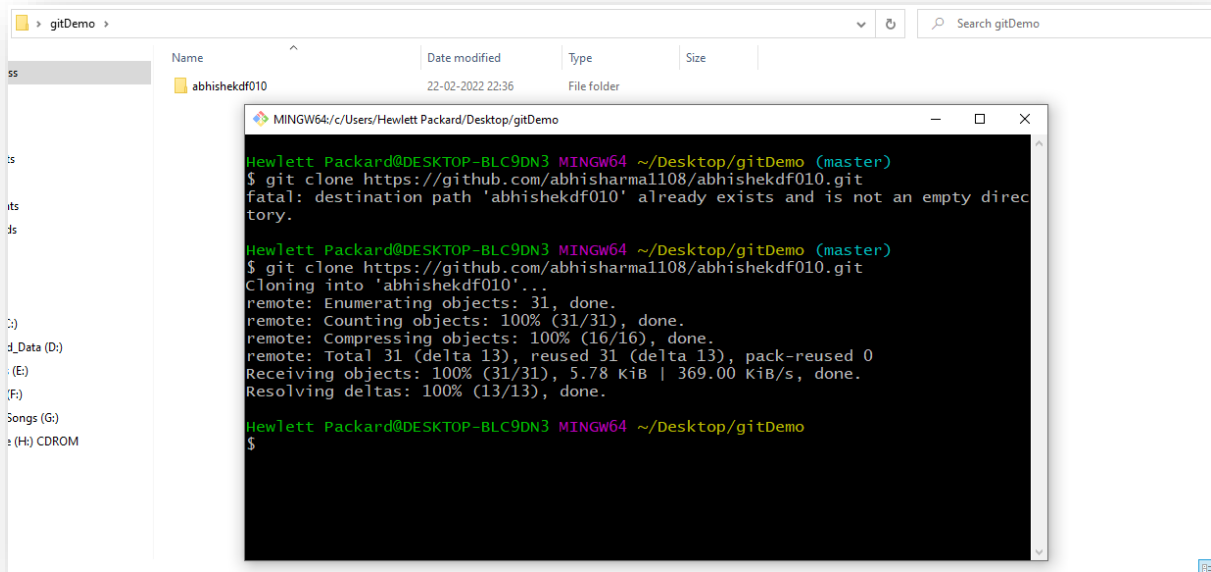 gitDemo
Search gitDemo
Name Date modified Type Size
ss
abhishekdf010 22-02-2022 22:36 File folder
ts
nts
ds
C:)
d_Data (D:)
(E:)
(F:)
Songs (G:)
e (H:) CDROM
MINGW64:/c/Users/Hewlett Packard/Desktop/gitDemo
Hewlett Packard@DESKTOP-BLC9DN3 MINGW64 ~/Desktop/gitDemo (master)
$ git clone https://github.com/abhisharma1108/abhishekdf010.git
fatal: destination path 'abhishekdf010' already exists and is not an empty direc
tory.
Hewlett Packard@DESKTOP-BLC9DN3 MINGW64 ~/Desktop/gitDemo (master)
$ git clone https://github.com/abhisharma1108/abhishekdf010.git
Cloning into 'abhishekdf010'...
remote: Enumerating objects: 31, done.
remote: Counting objects: 100% (31/31), done.
remote: Compressing objects: 100% (16/16), done.
remote: Total 31 (delta 13), reused 31 (delta 13), pack-reused 0
Receiving objects: 100% (31/31), 5.78 KiB | 369.00 KiB/s, done.
Resolving deltas: 100% (13/13), done.
Hewlett Packard@DESKTOP-BLC9DN3 MINGW64 ~/Desktop/gitDemo
$